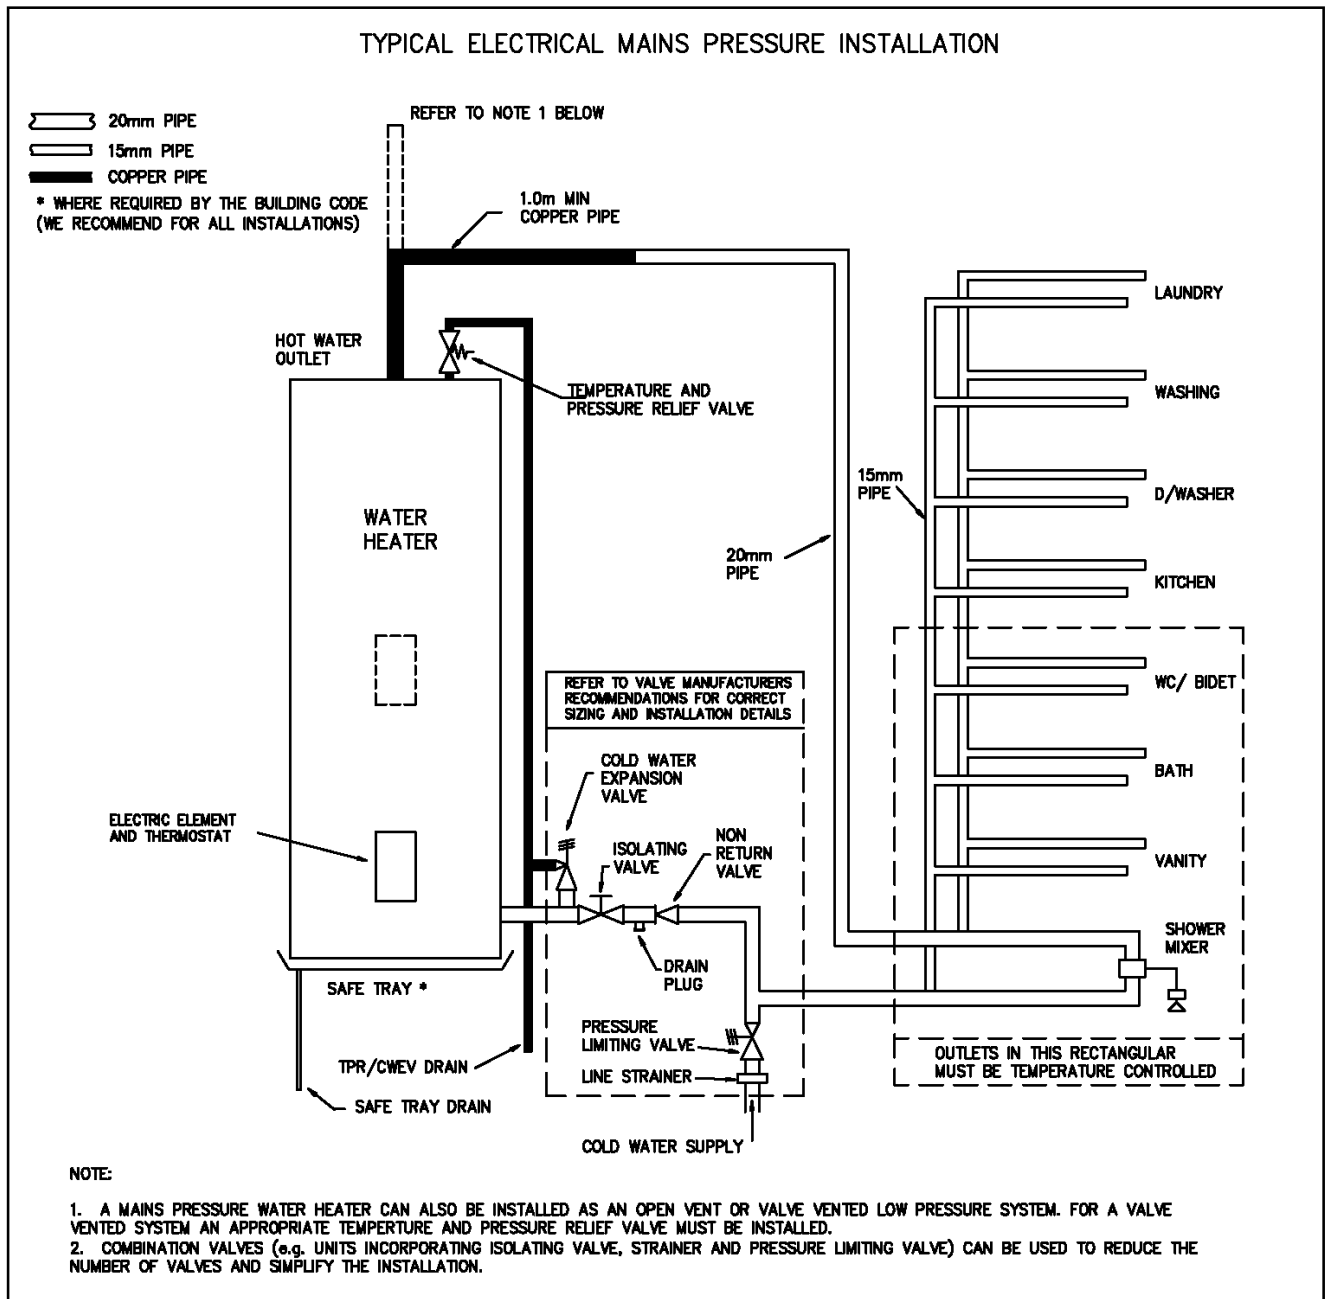 TYPICAL ELECTRICAL MAINS PRESSURE INSTALLATION
20mm PIPE
15mm PIPE
COPPER PIPE
* WHERE REQUIRED BY THE BUILDING CODE
(WE RECOMMEND FOR ALL INSTALLATIONS)
REFER TO NOTE 1 BELOW
1.0m MIN
COPPER PIPE
HOT WATER
OUTLET
TEMPERATURE AND
PRESSURE RELIEF VALVE
WATER
HEATER
15mm
PIPE
20mm
PIPE
LAUNDRY
WASHING
D/WASHER
KITCHEN
WC/ BIDET
BATH
VANITY
SHOWER
MIXER
REFER TO VALVE MANUFACTURERS
RECOMMENDATIONS FOR CORRECT
SIZING AND INSTALLATION DETAILS
COLD WATER
EXPANSION
VALVE
ISOLATING
VALVE
NON
RETURN
VALVE
ELECTRIC ELEMENT
AND THERMOSTAT
DRAIN
PLUG
SAFE TRAY *
PRESSURE
LIMITING VALVE
LINE STRAINER
TPR/CWEV DRAIN
SAFE TRAY DRAIN
COLD WATER SUPPLY
OUTLETS IN THIS RECTANGULAR
MUST BE TEMPERATURE CONTROLLED
NOTE:
1. A MAINS PRESSURE WATER HEATER CAN ALSO BE INSTALLED AS AN OPEN VENT OR VALVE VENTED LOW PRESSURE SYSTEM. FOR A VALVE
VENTED SYSTEM AN APPROPRIATE TEMPERTURE AND PRESSURE RELIEF VALVE MUST BE INSTALLED.
2. COMBINATION VALVES (e.g. UNITS INCORPORATING ISOLATING VALVE, STRAINER AND PRESSURE LIMITING VALVE) CAN BE USED TO REDUCE THE
NUMBER OF VALVES AND SIMPLIFY THE INSTALLATION.